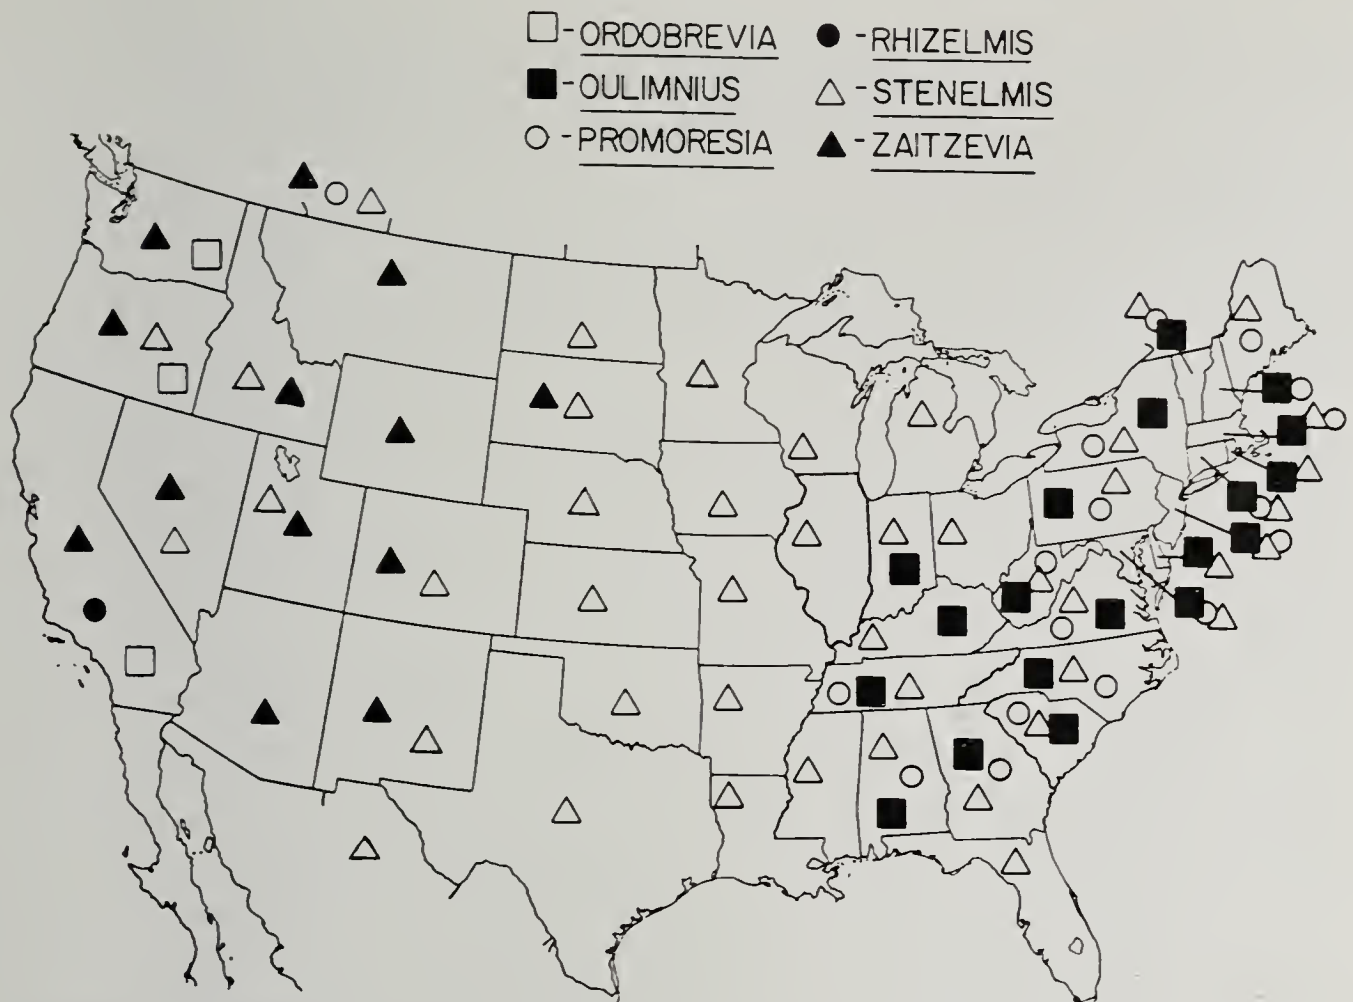 □-ORDOBREVIA ●-RHIZELMIS
■-OULIMNIUS △-STENELMIS
○-PROMORESIA ▲-ZAITZEVIA